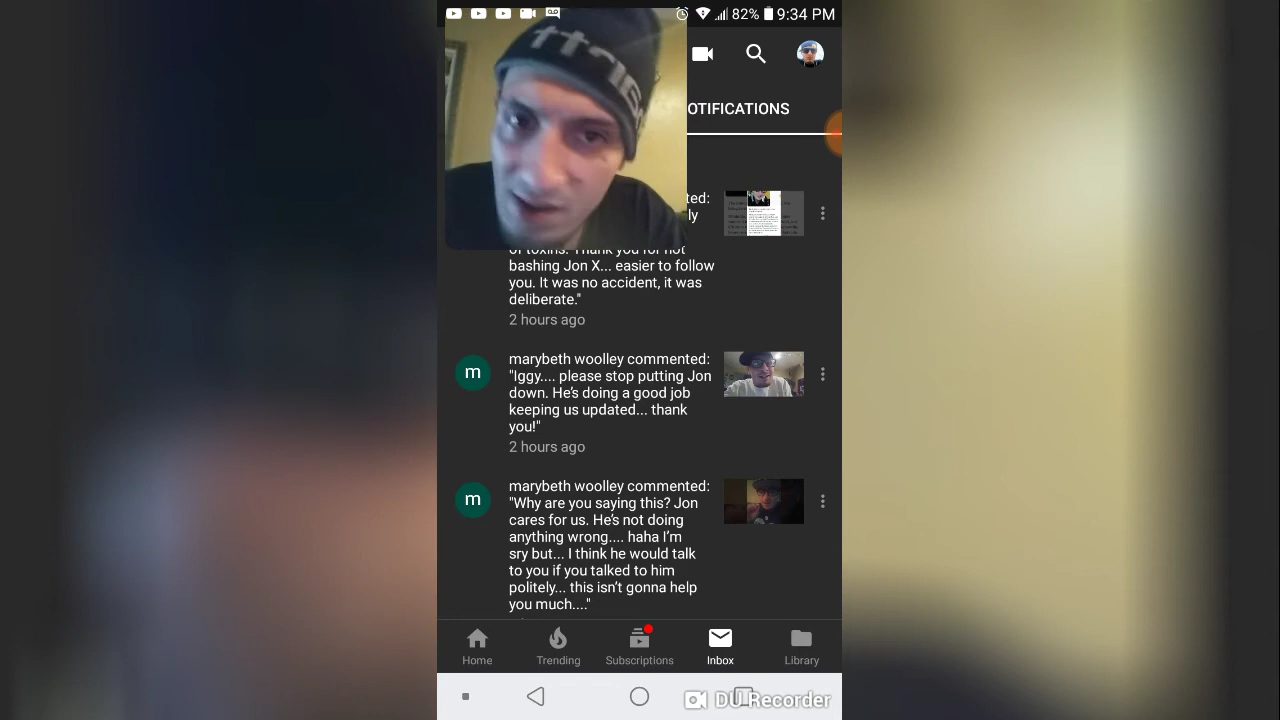 82% 9:34 PM
OTIFICATIONS
ted:
ly
of toxins. Thank you for not
bashing Jon X... easier to follow
you. It was no accident, it was
deliberate."
2 hours ago
m
marybeth woolley commented:
"Iggy.... please stop putting Jon
down. He's doing a good job
keeping us updated... thank
you!"
2 hours ago
m
marybeth woolley commented:
"Why are you saying this? Jon
cares for us. He's not doing
anything wrong.... haha I'm
sry but... I think he would talk
to you if you talked to him
politely... this isn't gonna help
you much...."
Home Trending Subscriptions Inbox Library
DU Recorder